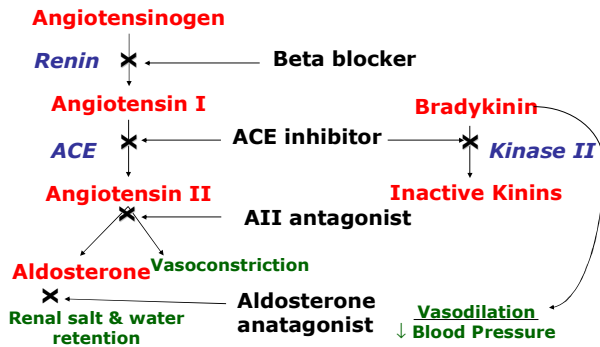 Angiotensinogen
Renin
Beta blocker
Angiotensin I
Bradykinin
ACE
ACE inhibitor
Kinase II
Angiotensin II
Inactive Kinins
AII antagonist
Aldosterone
Vasoconstriction
Renal salt & water
retention
Aldosterone
anatagonist
Vasodilation
↓ Blood Pressure